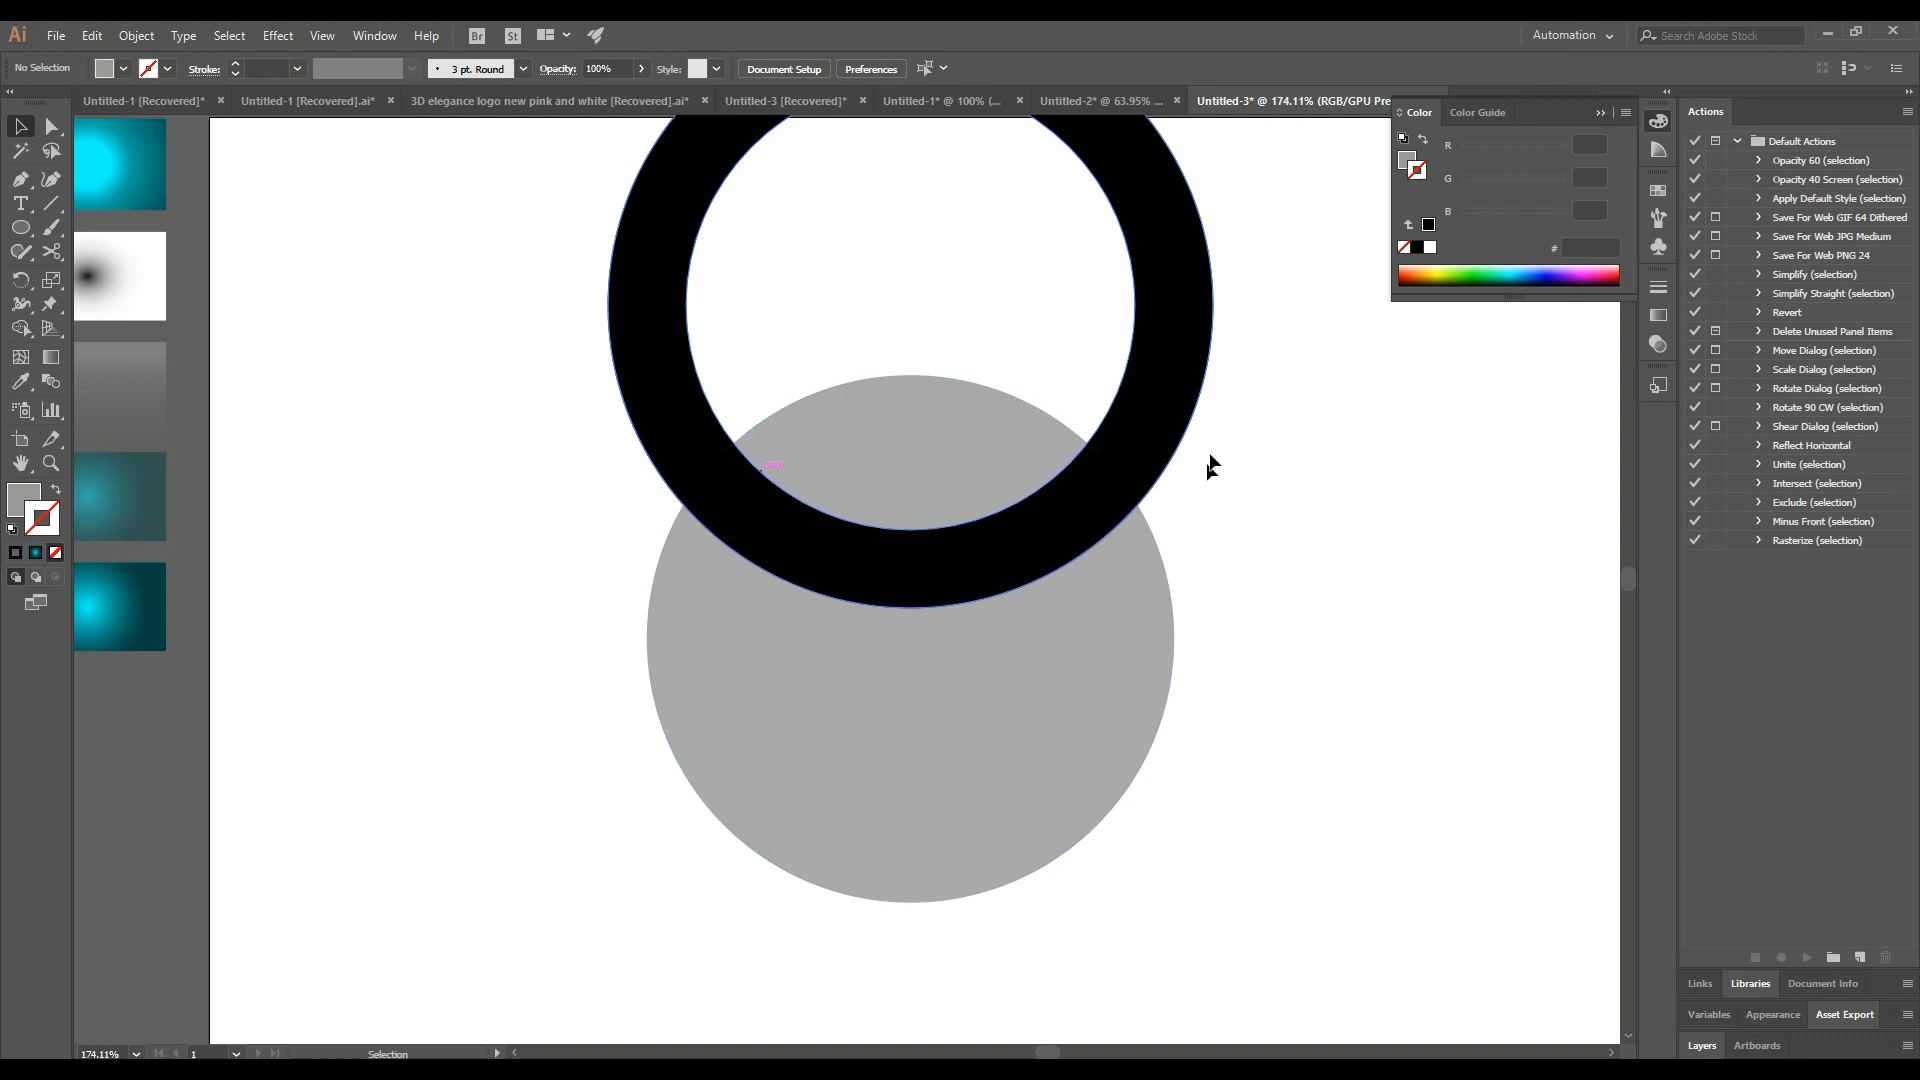 Ai File Edit Object Type Select Effect View Window Help Br St Automation Search Adobe Stock
No Selection Stroke: 3 pt. Round Opacity: 100% Style: Document Setup Preferences
Untitled-1 [Recovered]* × Untitled-1 [Recovered].ai* × 3D elegance logo new pink and white [Recovered].ai* × Untitled-3 [Recovered]* × Untitled-1* @ 100% (... × Untitled-2* @ 63.95% ... × Untitled-3* @ 174.11% (RGB/GPU Pre
Color Color Guide
R
G
B
#
Actions
Default Actions
Opacity 60 (selection)
Opacity 40 Screen (selection)
Apply Default Style (selection)
Save For Web GIF 64 Dithered
Save For Web JPG Medium
Save For Web PNG 24
Simplify (selection)
Simplify Straight (selection)
Revert
Delete Unused Panel Items
Move Dialog (selection)
Scale Dialog (selection)
Rotate Dialog (selection)
Rotate 90 CW (selection)
Shear Dialog (selection)
Reflect Horizontal
Unite (selection)
Intersect (selection)
Exclude (selection)
Minus Front (selection)
Rasterize (selection)
Links Libraries Document Info
Variables Appearance Asset Export
Layers Artboards
174.11% 1 Selection